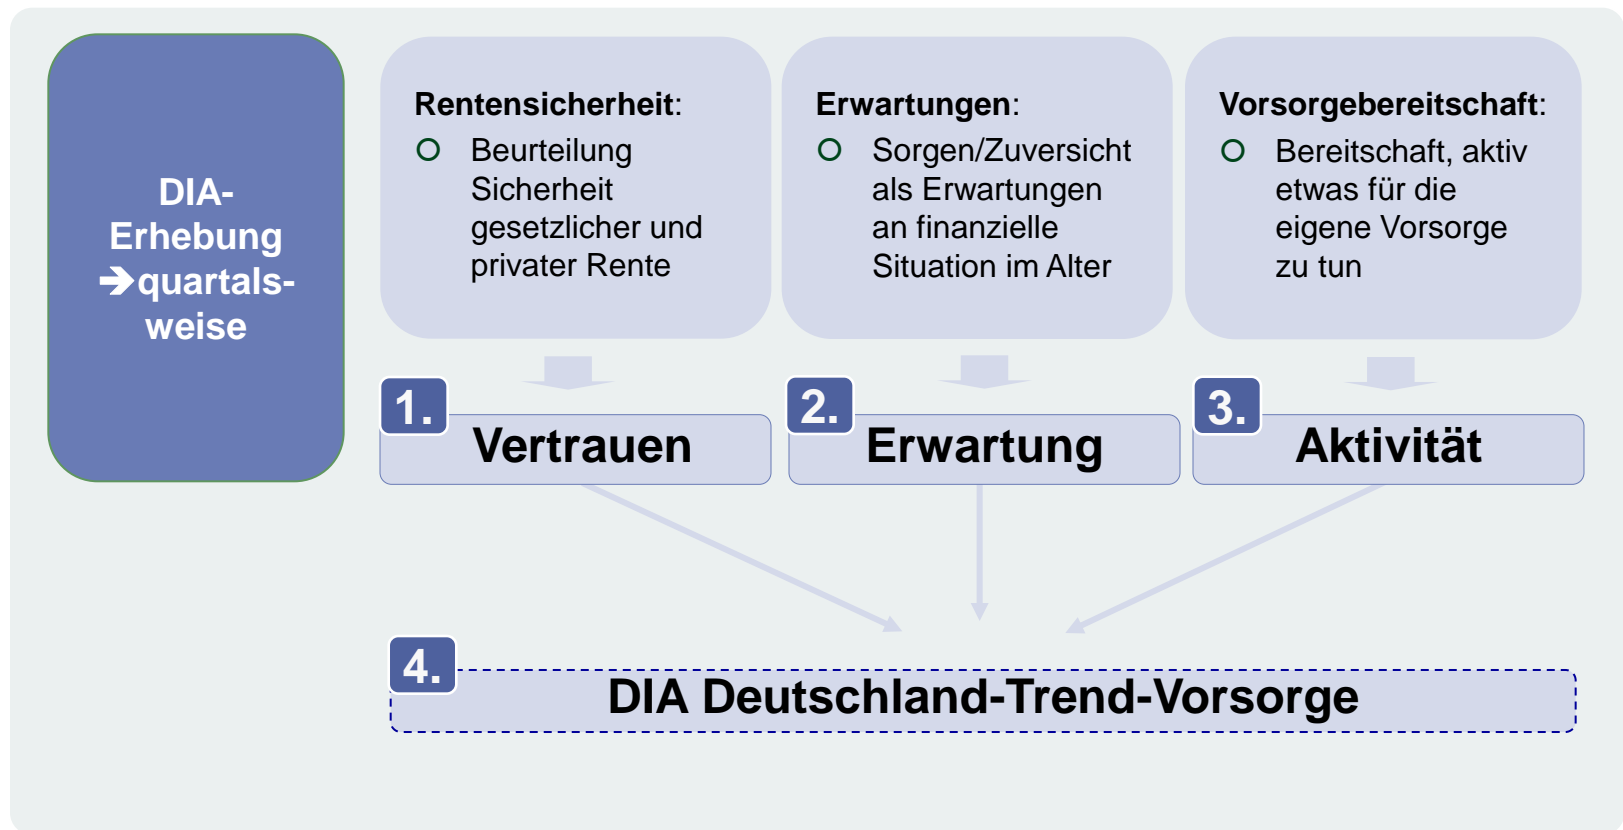 DIA-
Erhebung
➔quartals-
weise
Rentensicherheit:
Beurteilung
Sicherheit
gesetzlicher und
privater Rente
Erwartungen:
Sorgen/Zuversicht
als Erwartungen
an finanzielle
Situation im Alter
Vorsorgebereitschaft:
Bereitschaft, aktiv
etwas für die
eigene Vorsorge
zu tun
1.
Vertrauen
2.
Erwartung
3.
Aktivität
4.
DIA Deutschland-Trend-Vorsorge